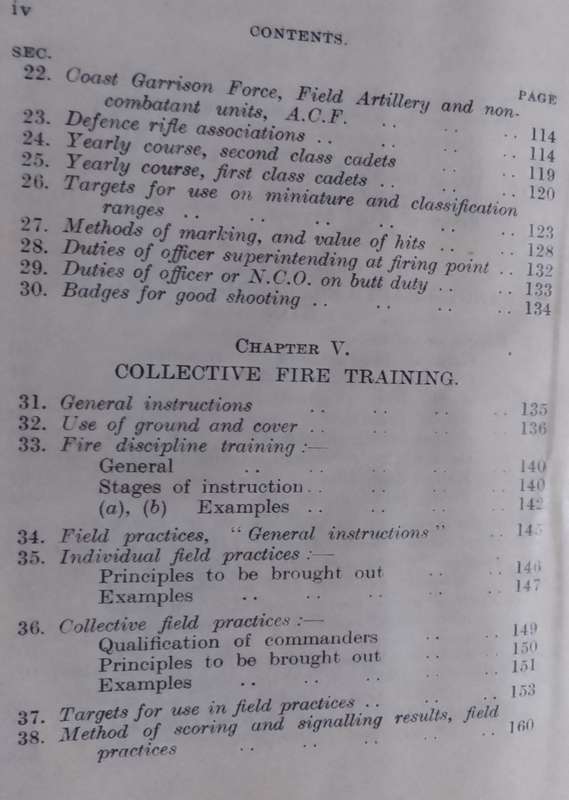 iv
CONTENTS.
SEC.
PAGE
22. Coast Garrison Force, Field Artillery and non-
combatant units, A.C.F. .. .. .. 114
23. Defence rifle associations .. .. .. 114
24. Yearly course, second class cadets .. .. 119
25. Yearly course, first class cadets .. .. .. 120
26. Targets for use on miniature and classification
ranges .. .. .. .. .. .. 123
27. Methods of marking, and value of hits .. .. 128
28. Duties of officer superintending at firing point .. 132
29. Duties of officer or N.C.O. on butt duty .. .. 133
30. Badges for good shooting .. .. .. .. 134
CHAPTER V.
COLLECTIVE FIRE TRAINING.
31. General instructions .. .. .. .. .. 135
32. Use of ground and cover .. .. .. .. 136
33. Fire discipline training :—
General .. .. .. .. .. 140
Stages of instruction .. .. .. .. 140
(a), (b) Examples .. .. .. .. 142
34. Field practices, "General instructions" .. 145
35. Individual field practices :—
Principles to be brought out .. .. 146
Examples .. .. .. .. .. 147
36. Collective field practices :—
Qualification of commanders .. .. 149
Principles to be brought out .. .. 150
Examples .. .. .. .. .. 151
37. Targets for use in field practices .. .. .. 153
38. Method of scoring and signalling results, field
practices .. .. .. .. .. 160